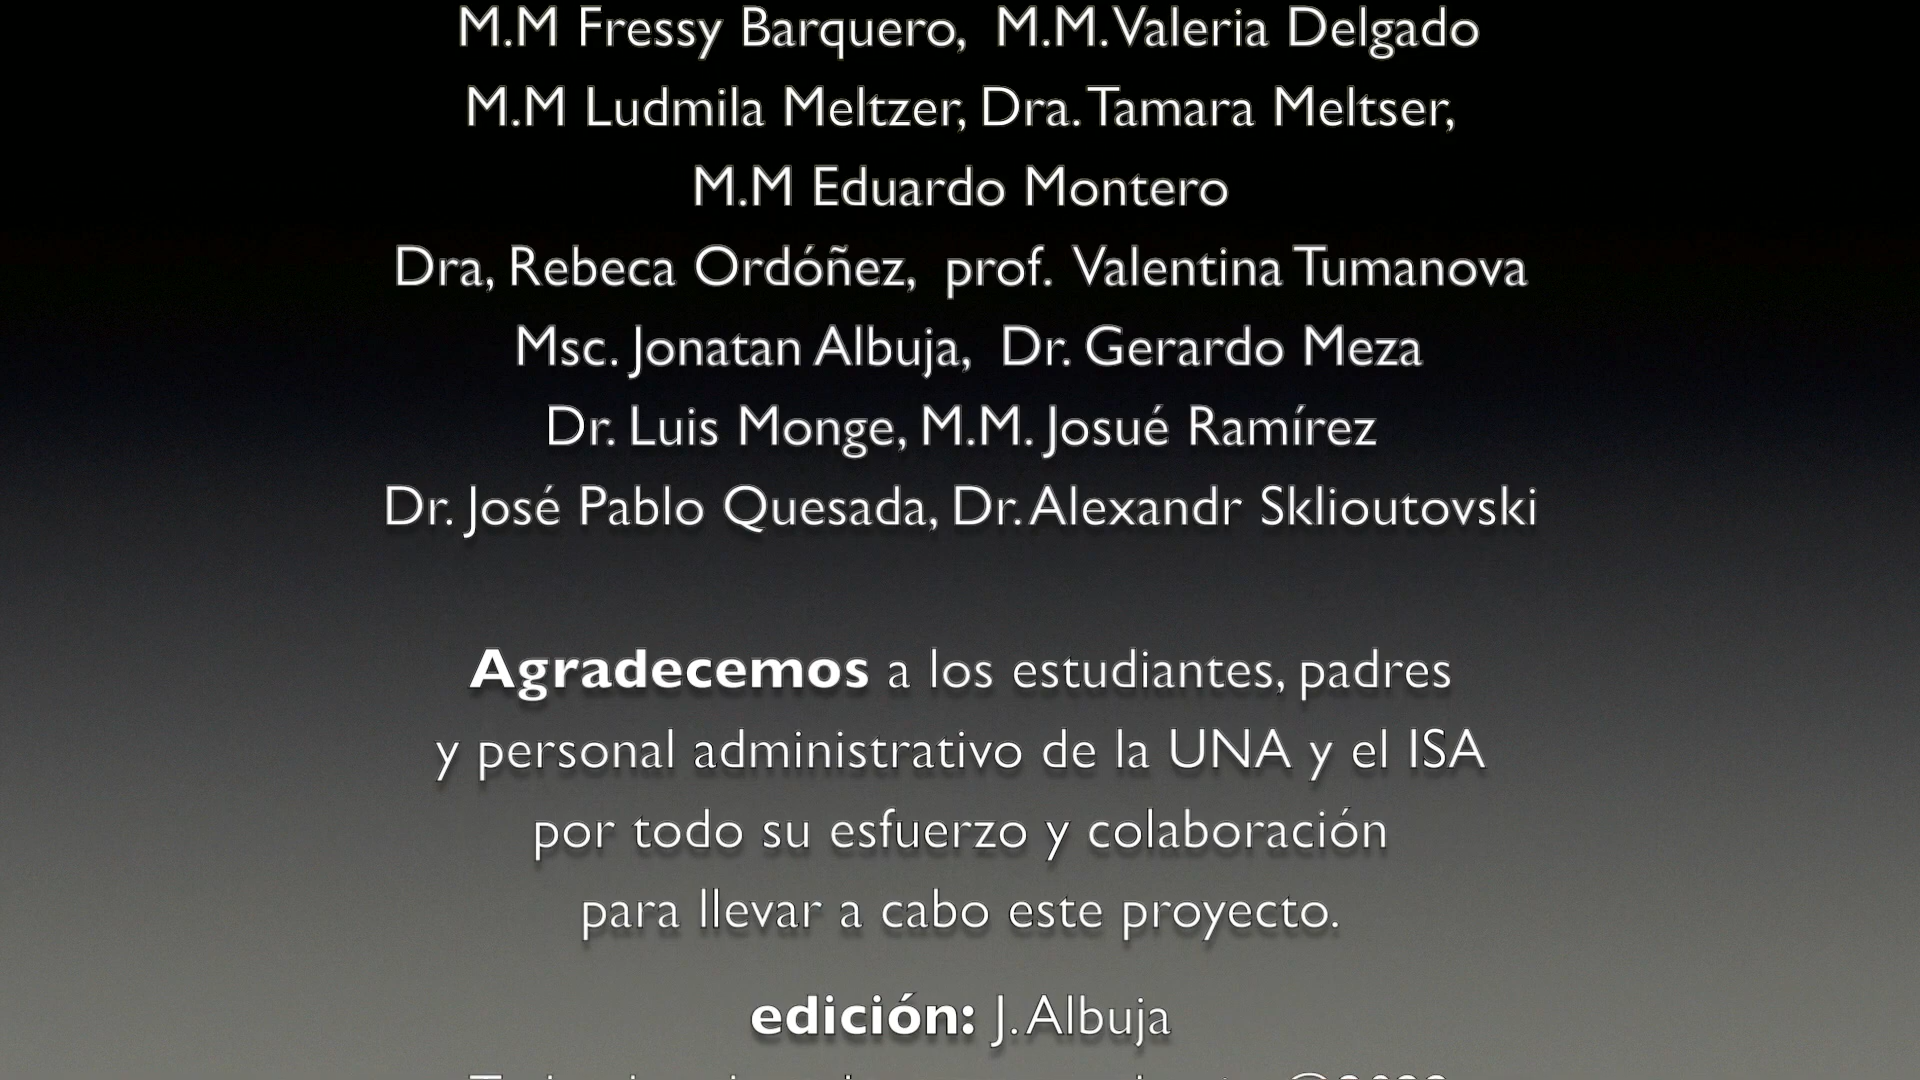 M.M Fressy Barquero, M.M. Valeria Delgado
M.M Ludmila Meltzer, Dra. Tamara Meltser,
M.M Eduardo Montero
Dra, Rebeca Ordóñez, prof. Valentina Tumanova
Msc. Jonatan Albuja, Dr. Gerardo Meza
Dr. Luis Monge, M.M. Josué Ramírez
Dr. José Pablo Quesada, Dr. Alexandr Sklioutovski
Agradecemos a los estudiantes, padres
y personal administrativo de la UNA y el ISA
por todo su esfuerzo y colaboración
para llevar a cabo este proyecto.
edición: J. Albuja